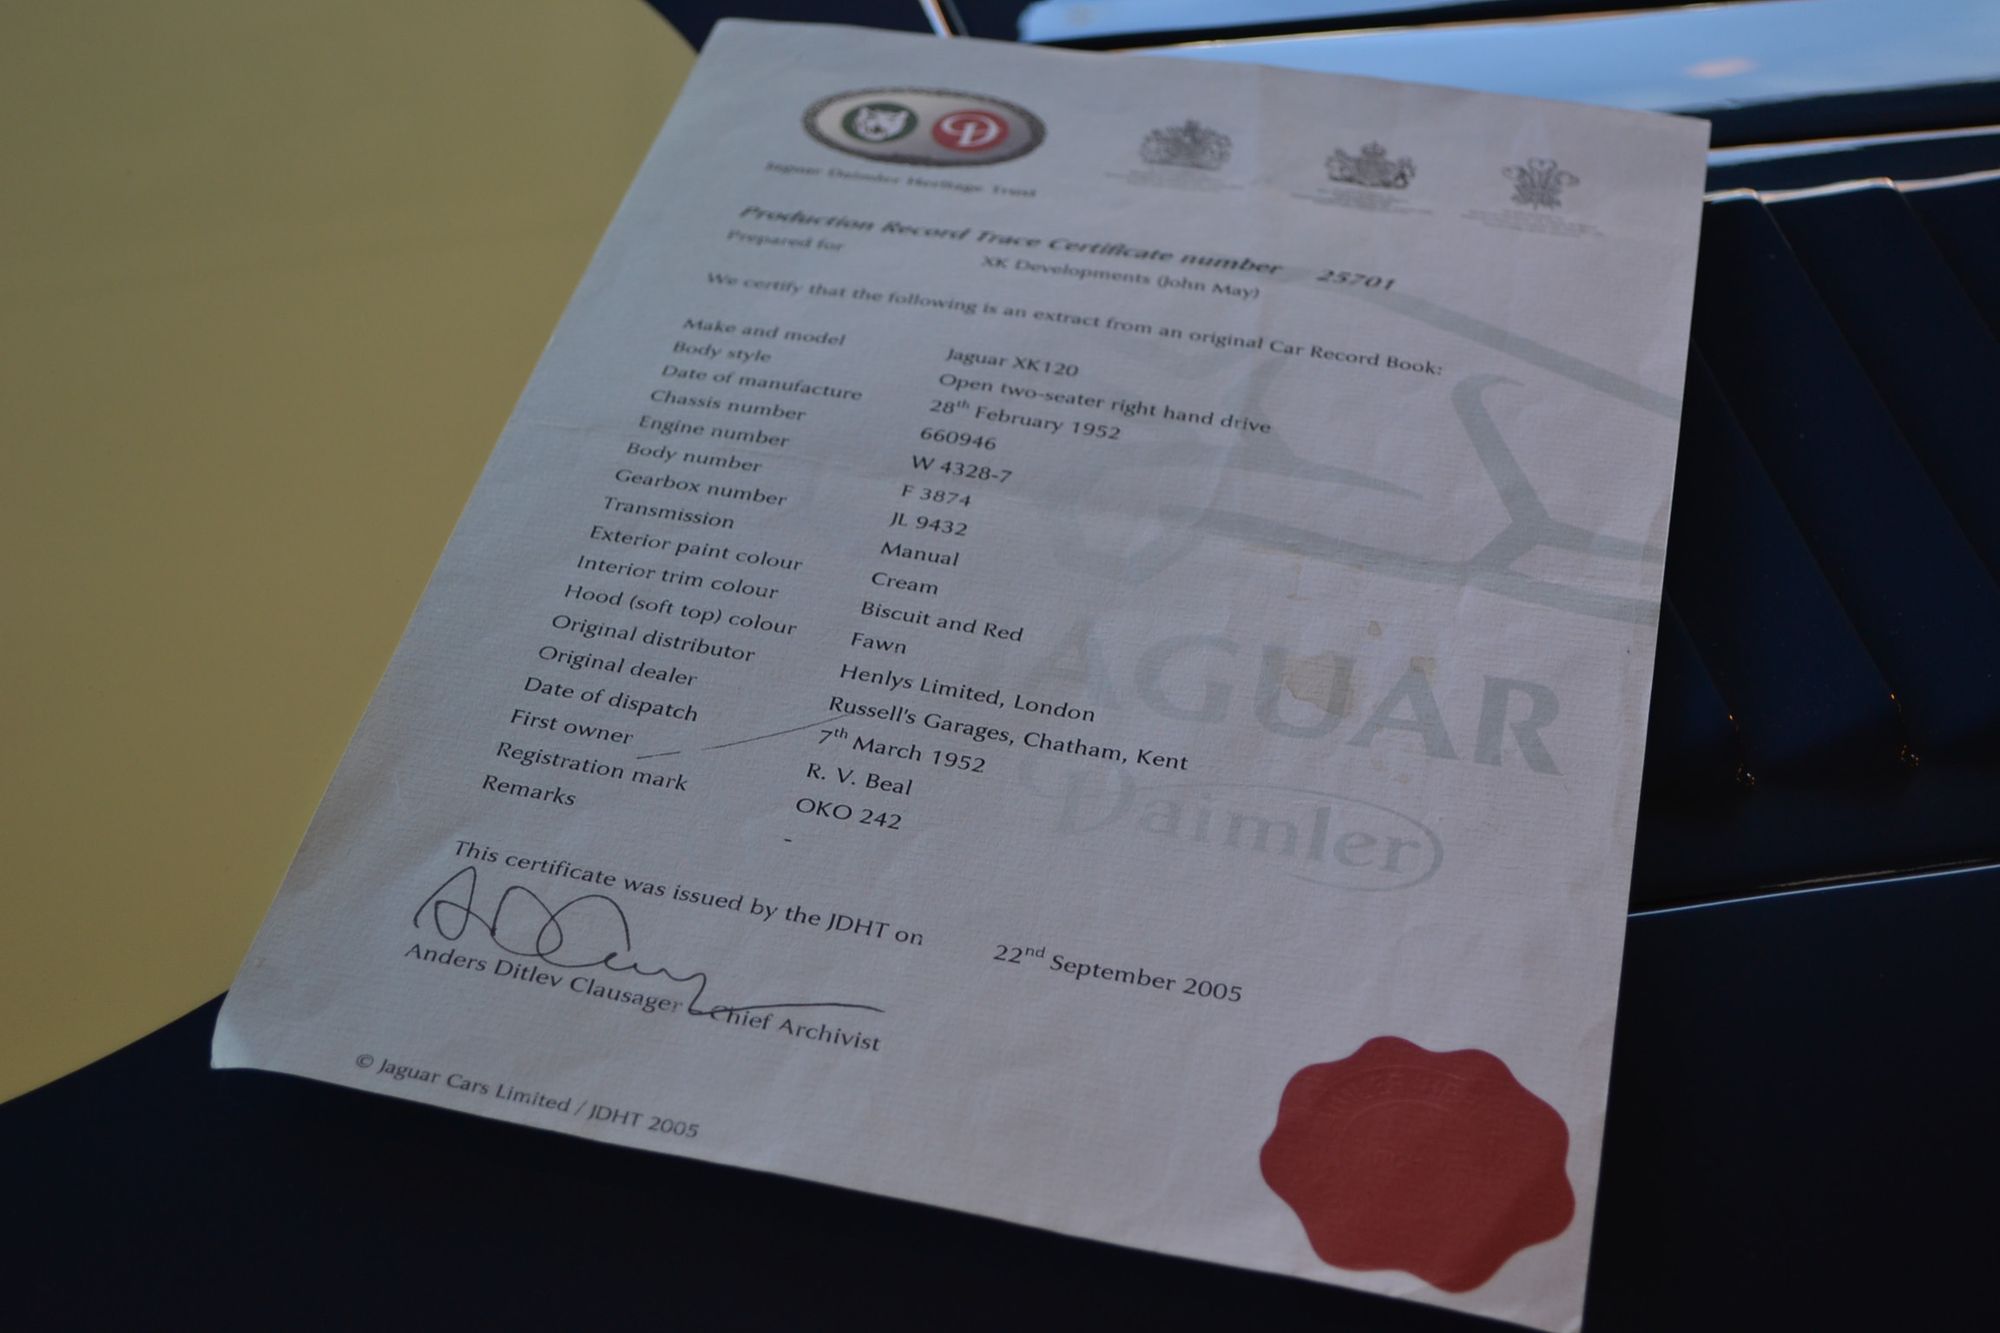 Jaguar Daimler Heritage Trust
Production Record Trace Certificate number 25701
Prepared for XK Developments (John May)
We certify that the following is an extract from an original Car Record Book:
Make and model Jaguar XK120
Body style Open two-seater right hand drive
Date of manufacture 28th February 1952
Chassis number 660946
Engine number W 4328-7
Body number F 3874
Gearbox number JL 9432
Transmission Manual
Exterior paint colour Cream
Interior trim colour Biscuit and Red
Hood (soft top) colour Fawn
Original distributor Henlys Limited, London
Original dealer Russell's Garages, Chatham, Kent
Date of dispatch 7th March 1952
First owner R. V. Beal
Registration mark OKO 242
Remarks -
JAGUAR
Daimler
This certificate was issued by the JDHT on 22nd September 2005
Anders Ditlev Clausager Chief Archivist
© Jaguar Cars Limited / JDHT 2005